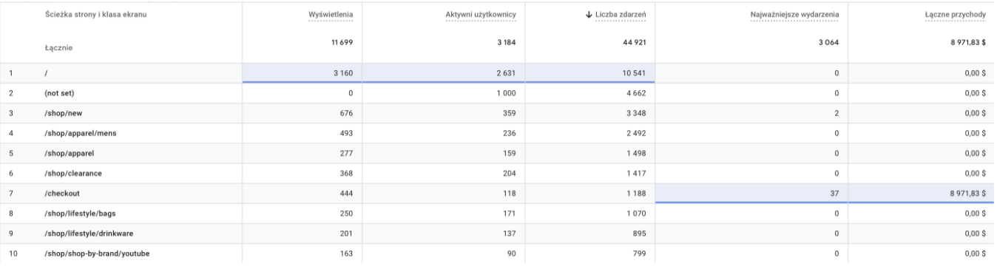 Ścieżka strony i klasa ekranu Wyświetlenia Aktywni użytkownicy ↓ Liczba zdarzeń Najważniejsze wydarzenia Łączne przychody
Łącznie 11 699 3 184 44 921 3 064 8 971,83 $
1 / 3 160 2 631 10 541 0 0,00 $
2 (not set) 0 1 000 4 662 0 0,00 $
3 /shop/new 676 359 3 348 2 0,00 $
4 /shop/apparel/mens 493 236 2 492 0 0,00 $
5 /shop/apparel 277 159 1 498 0 0,00 $
6 /shop/clearance 368 204 1 417 0 0,00 $
7 /checkout 444 118 1 188 37 8 971,83 $
8 /shop/lifestyle/bags 250 171 1 070 0 0,00 $
9 /shop/lifestyle/drinkware 201 137 895 0 0,00 $
10 /shop/shop-by-brand/youtube 163 90 799 0 0,00 $